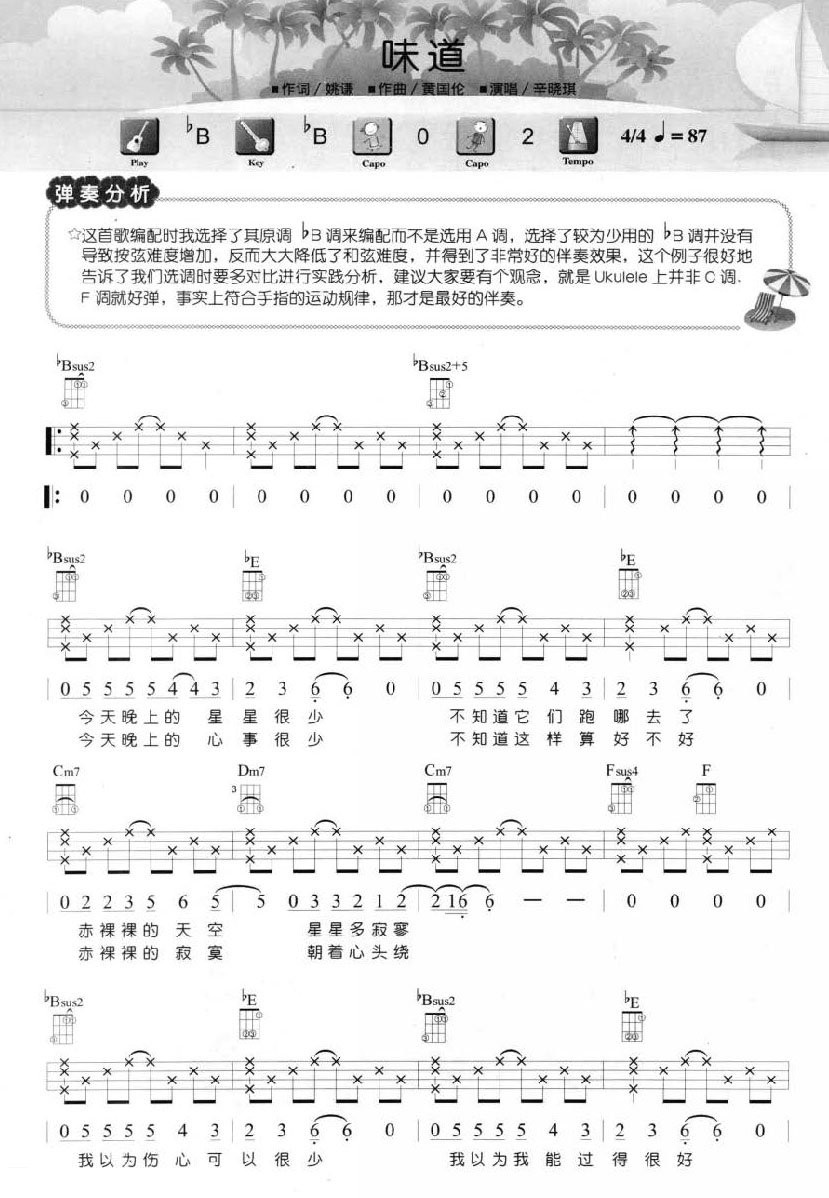 味道
■作词/姚谦 ■作曲/黄国伦 ■演唱/辛晓琪
Play ♭B Key ♭B Capo 0 Capo 2 Tempo 4/4 ♩=87
弹奏分析
☆这首歌编配时我选择了其原调 ♭B 调来编配而不是选用 A 调，选择了较为少用的 ♭B 调并没有
导致按弦难度增加，反而大大降低了和弦难度，并得到了非常好的伴奏效果，这个例了很好地
告诉了我们选调时要多对比进行实践分析，建议大家要有个观念，就是 Ukulele 上并非 C 调．
F 调就好弹，事实上符合手指的运动规律，那才是最好的伴奏。
♭Bsus2 ♭Bsus2+5
‖: 0 0 0 0 | 0 0 0 0 | 0 0 0 0 | 0 0 0 0 |
♭Bsus2 ♭E ♭Bsus2 ♭E
| 0 5 5 5 5 4 4 3 | 2 3 6 6 0 | 0 5 5 5 5 4 3 | 2 3 6 6 0 |
今天晚上的 星 星很少 不知道它 们跑 哪去了
今天晚上的 心 事很少 不知道这 样算 好不好
Cm7 Dm7 Cm7 Fsus4 F
3
| 0 2 2 3 5 6 5 | 5 0 3 3 2 1 2 | 2 1 6 6 — — | 0 0 0 0 |
赤裸裸的 天 空 星星多寂寥
赤裸裸的 寂 寞 朝着心头绕
♭Bsus2 ♭E ♭Bsus2 ♭E
| 0 5 5 5 5 4 3 | 2 3 6 6 0 | 0 5 5 5 5 4 3 | 2 3 6 6 0 |
我以为伤 心可 以很少 我以为我 能过 得很好